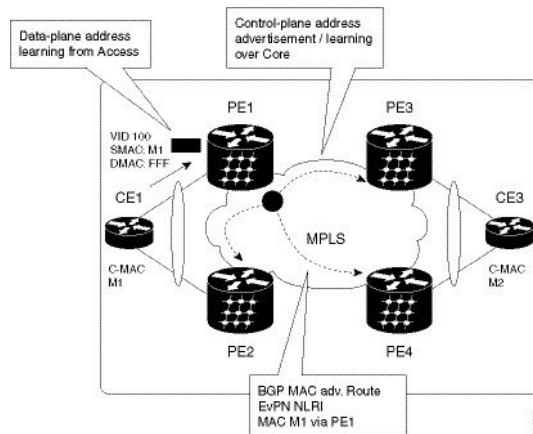 Data-plane address
learning from Access
Control-plane address
advertisement / learning
over Core
PE1
PE3
VID 100
SMAC: M1
DMAC: FFF
CE1
CE3
MPLS
C-MAC
M1
C-MAC
M2
PE2
PE4
BGP MAC adv. Route
EvPN NLRI
MAC M1 via PE1